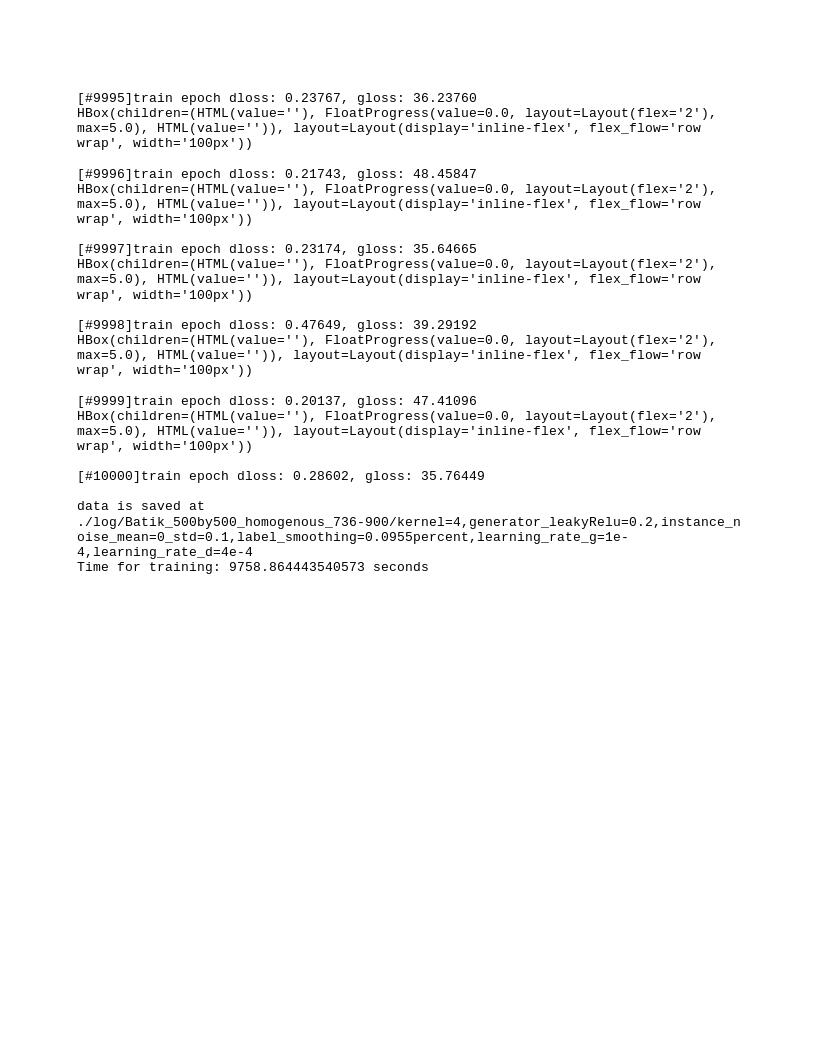 [#9995]train epoch dloss: 0.23767, gloss: 36.23760
HBox(children=(HTML(value=''), FloatProgress(value=0.0, layout=Layout(flex='2'),
max=5.0), HTML(value='')), layout=Layout(display='inline-flex', flex_flow='row
wrap', width='100px'))
[#9996]train epoch dloss: 0.21743, gloss: 48.45847
HBox(children=(HTML(value=''), FloatProgress(value=0.0, layout=Layout(flex='2'),
max=5.0), HTML(value='')), layout=Layout(display='inline-flex', flex_flow='row
wrap', width='100px'))
[#9997]train epoch dloss: 0.23174, gloss: 35.64665
HBox(children=(HTML(value=''), FloatProgress(value=0.0, layout=Layout(flex='2'),
max=5.0), HTML(value='')), layout=Layout(display='inline-flex', flex_flow='row
wrap', width='100px'))
[#9998]train epoch dloss: 0.47649, gloss: 39.29192
HBox(children=(HTML(value=''), FloatProgress(value=0.0, layout=Layout(flex='2'),
max=5.0), HTML(value='')), layout=Layout(display='inline-flex', flex_flow='row
wrap', width='100px'))
[#9999]train epoch dloss: 0.20137, gloss: 47.41096
HBox(children=(HTML(value=''), FloatProgress(value=0.0, layout=Layout(flex='2'),
max=5.0), HTML(value='')), layout=Layout(display='inline-flex', flex_flow='row
wrap', width='100px'))
[#10000]train epoch dloss: 0.28602, gloss: 35.76449
data is saved at
./log/Batik_500by500_homogenous_736-900/kernel=4,generator_leakyRelu=0.2,instance_n
oise_mean=0_std=0.1,label_smoothing=0.0955percent,learning_rate_g=1e-
4,learning_rate_d=4e-4
Time for training: 9758.864443540573 seconds